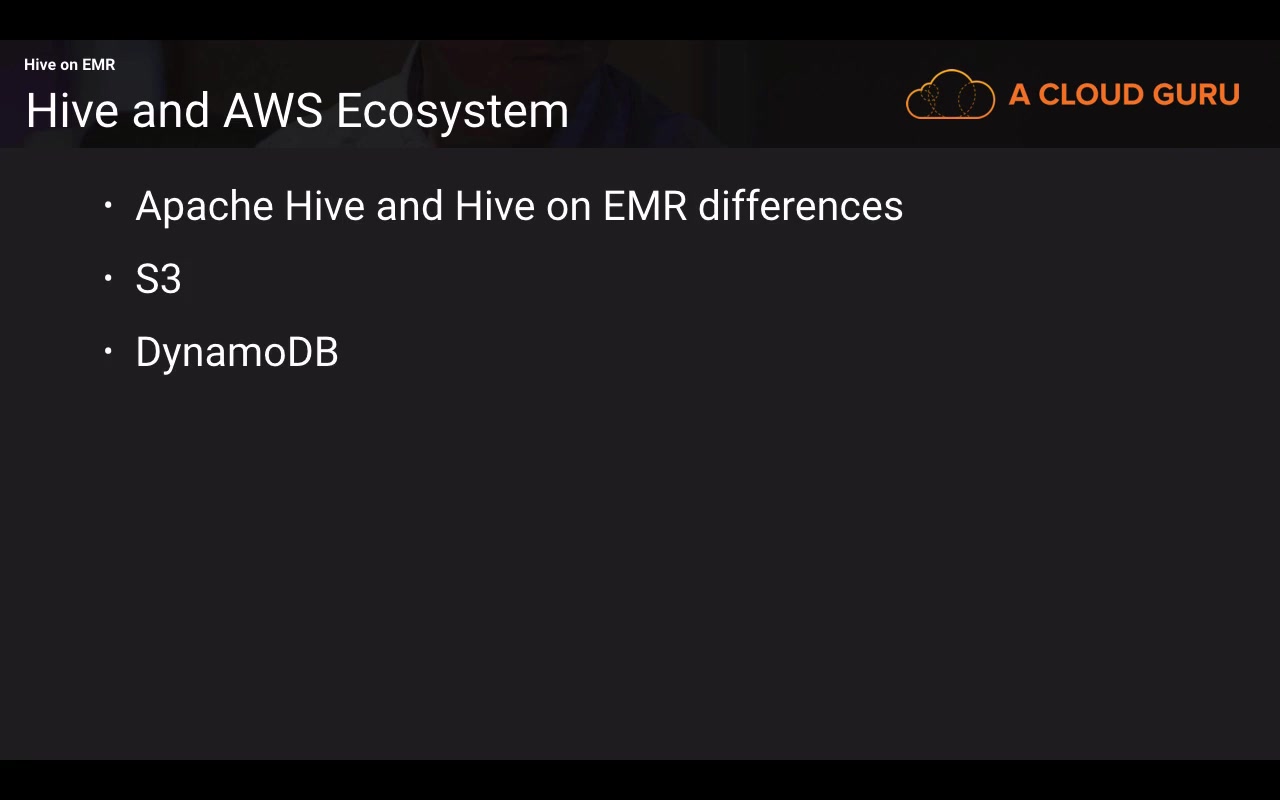 Hive on EMR
Hive and AWS Ecosystem
A CLOUD GURU
• Apache Hive and Hive on EMR differences
• S3
• DynamoDB